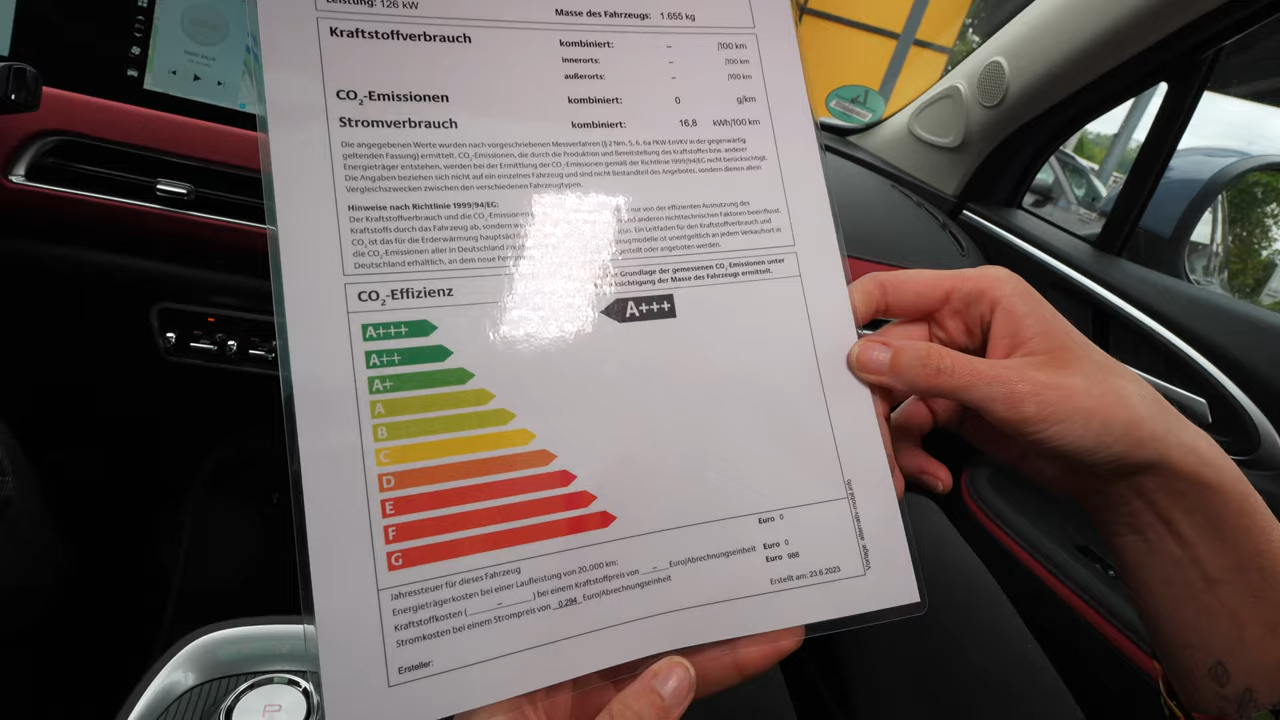 Leistung: 126 kW
Masse des Fahrzeugs: 1.655 kg
Kraftstoffverbrauch kombiniert: – /100 km
innerorts: – /100 km
außerorts: – /100 km
CO2-Emissionen kombiniert: 0 g/km
Stromverbrauch kombiniert: 16,8 kWh/100 km
Die angegebenen Werte wurden nach vorgeschriebenen Messverfahren (§ 2 Nrn. 5, 6, 6a PKW-EnVKV in der gegenwärtig
geltenden Fassung) ermittelt. CO2-Emissionen, die durch die Produktion und Bereitstellung des Kraftstoffes bzw. anderer
Energieträger entstehen, werden bei der Ermittlung der CO2-Emissionen gemäß der Richtlinie 1999/94/EG nicht berücksichtigt.
Die Angaben beziehen sich nicht auf ein einzelnes Fahrzeug und sind nicht Bestandteil des Angebotes, sondern dienen allein
Vergleichszwecken zwischen den verschiedenen Fahrzeugtypen.
Hinweise nach Richtlinie 1999/94/EG:
Der Kraftstoffverbrauch und die CO2-Emissionen nur von der effizienten Ausnutzung des
Kraftstoffs durch das Fahrzeug ab, sondern und anderen nichttechnischen Faktoren beeinflusst.
CO2 ist das für die Erderwärmung Ein Leitfaden für den Kraftstoffverbrauch und
die CO2-Emissionen aller in Deutschland ist unentgeltlich an jedem Verkaufsort in
Deutschland erhältlich, an dem neue oder angeboten werden.
Grundlage der gemessenen CO2-Emissionen unter
der Masse des Fahrzeugs ermittelt.
CO2-Effizienz
A+++
A+++
A++
A+
A
B
C
D
E
F
G
Jahressteuer für dieses Fahrzeug Euro 0
Energieträgerkosten bei einer Laufleistung von 20.000 km:
Kraftstoffkosten ( – ) bei einem Kraftstoffpreis von – Euro/Abrechnungseinheit Euro 0
Stromkosten bei einem Strompreis von 0,294 Euro/Abrechnungseinheit Euro 988
Erstellt am: 23.6.2023
Ersteller:
P